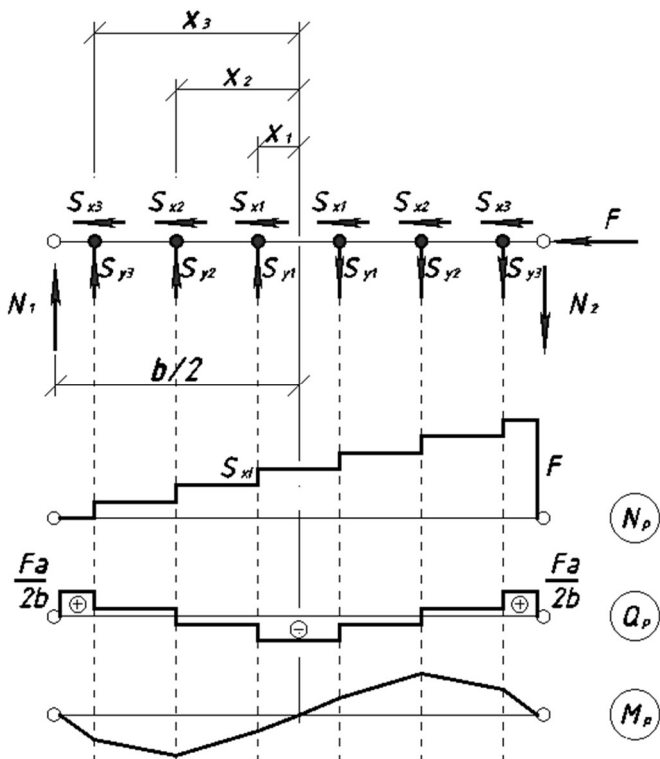 x₃
x₂
x₁
Sx3 Sx2 Sx1 Sx1 Sx2 Sx3 F
N₁ Sy3 Sy2 Sy1 Sy1 Sy2 Sy3 N₂
b/2
Sxi F Np
Fa/2b + − + Fa/2b Qp
Mp